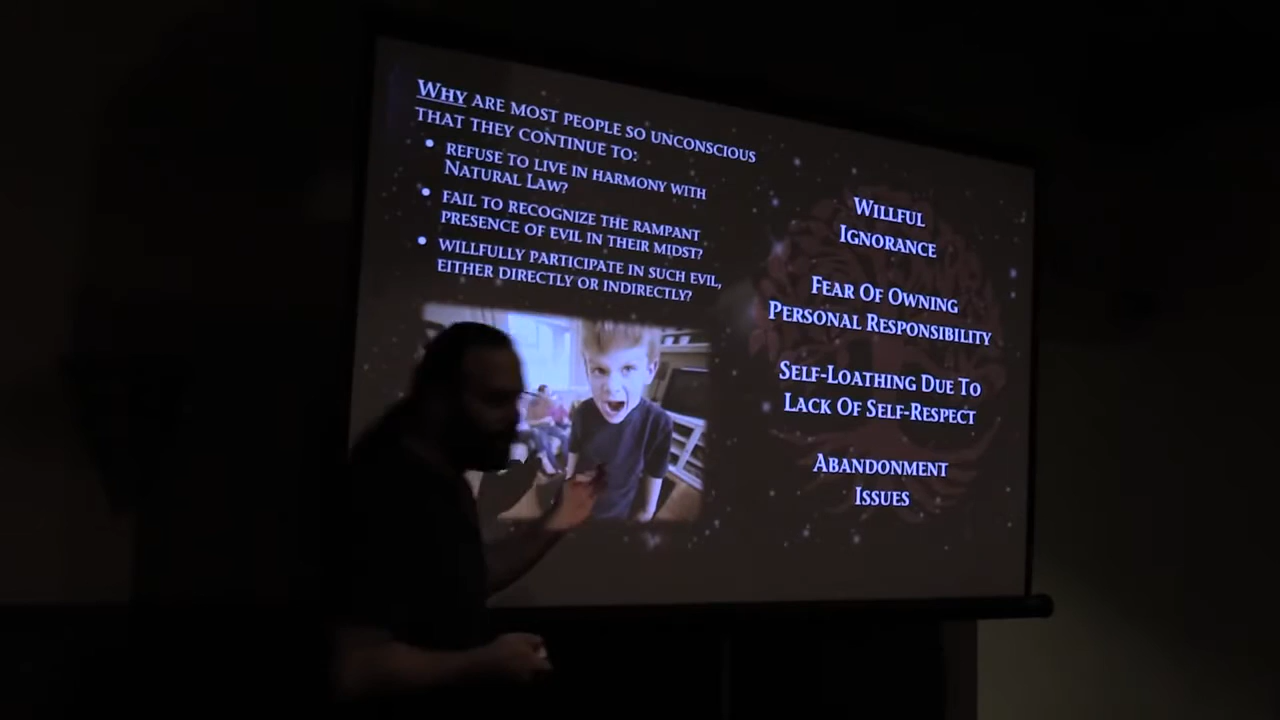 WHY ARE MOST PEOPLE SO UNCONSCIOUS
THAT THEY CONTINUE TO:
• REFUSE TO LIVE IN HARMONY WITH
NATURAL LAW?
• FAIL TO RECOGNIZE THE RAMPANT
PRESENCE OF EVIL IN THEIR MIDST?
• WILLFULLY PARTICIPATE IN SUCH EVIL,
EITHER DIRECTLY OR INDIRECTLY?
WILLFUL
IGNORANCE
FEAR OF OWNING
PERSONAL RESPONSIBILITY
SELF-LOATHING DUE TO
LACK OF SELF-RESPECT
ABANDONMENT
ISSUES